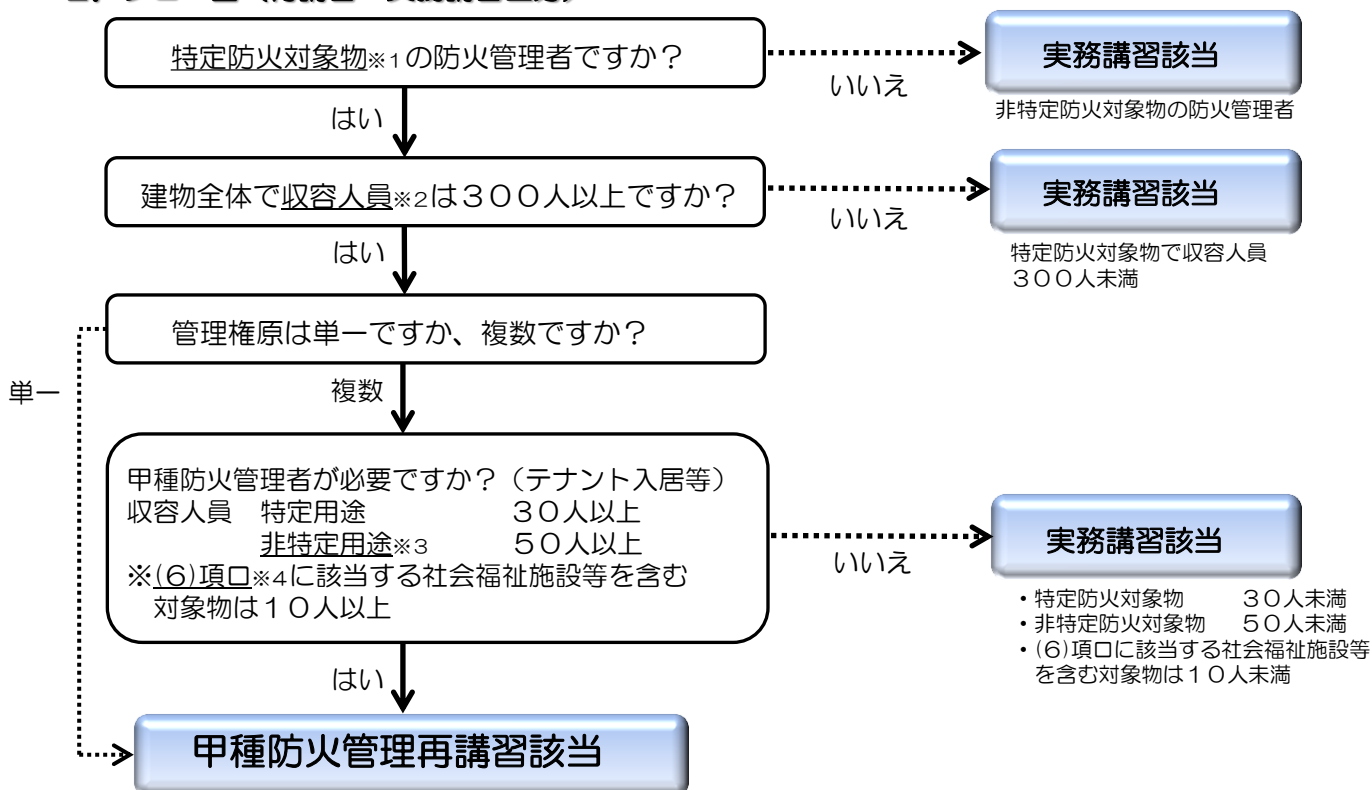 特定防火対象物※1の防火管理者ですか？
いいえ
実務講習該当
非特定防火対象物の防火管理者
はい
建物全体で収容人員※2は３００人以上ですか？
いいえ
実務講習該当
特定防火対象物で収容人員
３００人未満
はい
管理権原は単一ですか、複数ですか？
単一
複数
甲種防火管理者が必要ですか？（テナント入居等）
収容人員　特定用途　３０人以上
非特定用途※3　５０人以上
※(6)項ロ※4に該当する社会福祉施設等を含む
対象物は１０人以上
いいえ
実務講習該当
・特定防火対象物　３０人未満
・非特定防火対象物　５０人未満
・(6)項ロに該当する社会福祉施設等
を含む対象物は１０人未満
はい
甲種防火管理再講習該当